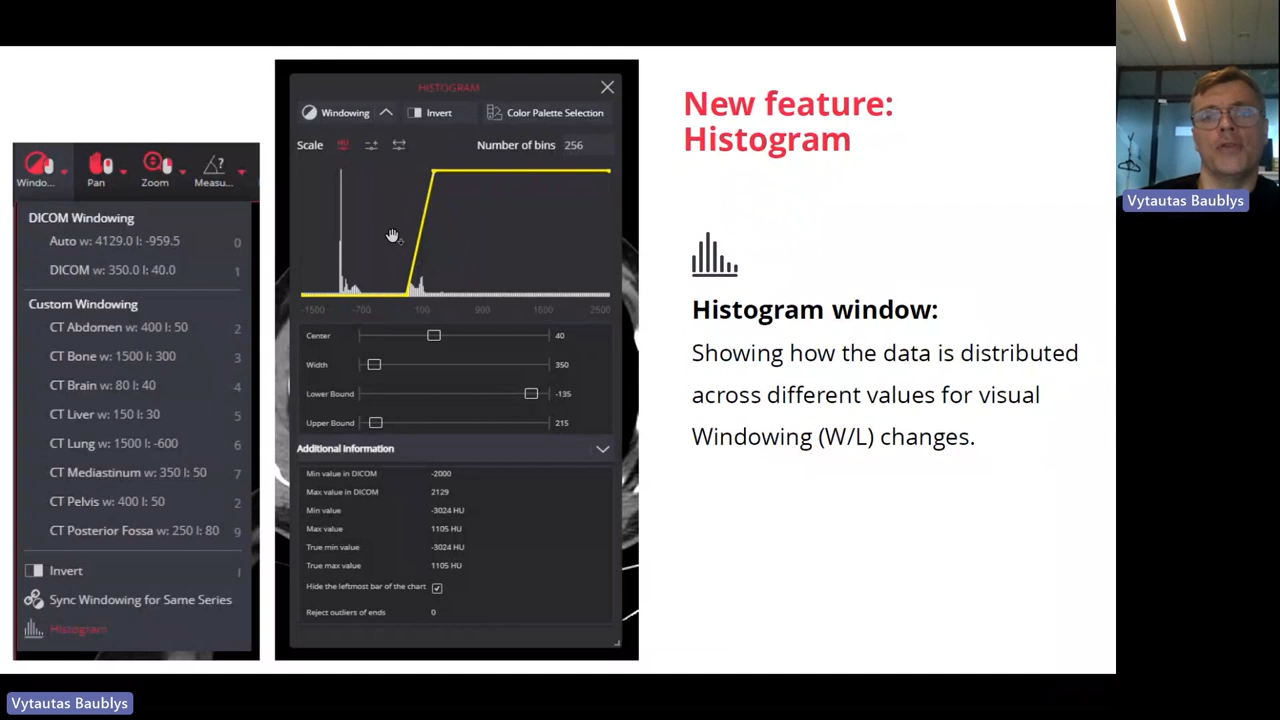 Windo...
Pan
Zoom
Measu...
DICOM Windowing
Auto w: 4129.0 l: -959.5 0
DICOM w: 350.0 l: 40.0 1
Custom Windowing
CT Abdomen w: 400 l: 50 2
CT Bone w: 1500 l: 300 3
CT Brain w: 80 l: 40 4
CT Liver w: 150 l: 30 5
CT Lung w: 1500 l: -600 6
CT Mediastinum w: 350 l: 50 7
CT Pelvis w: 400 l: 50 2
CT Posterior Fossa w: 250 l: 80 9
Invert I
Sync Windowing for Same Series
Histogram
HISTOGRAM
Windowing
Invert
Color Palette Selection
Scale HU
Number of bins 256
-1500 -700 100 900 1600 2500
Center 40
Width 350
Lower Bound -135
Upper Bound 215
Additional Information
Min value in DICOM -2000
Max value in DICOM 2129
Min value -3024 HU
Max value 1105 HU
True min value -3024 HU
True max value 1105 HU
Hide the leftmost bar of the chart
Reject outliers of ends 0
New feature:
Histogram
Histogram window:
Showing how the data is distributed
across different values for visual
Windowing (W/L) changes.
Vytautas Baublys
Vytautas Baublys